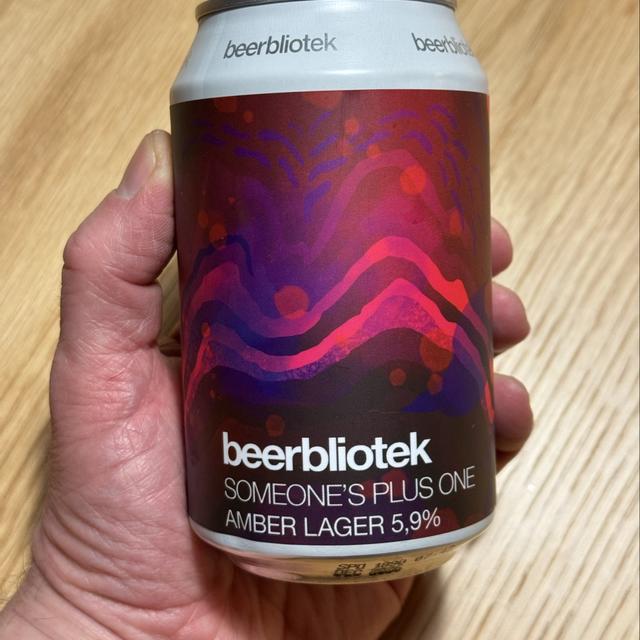 beerbliotek beerbliotek
beerbliotek
SOMEONE'S PLUS ONE
AMBER LAGER 5,9%